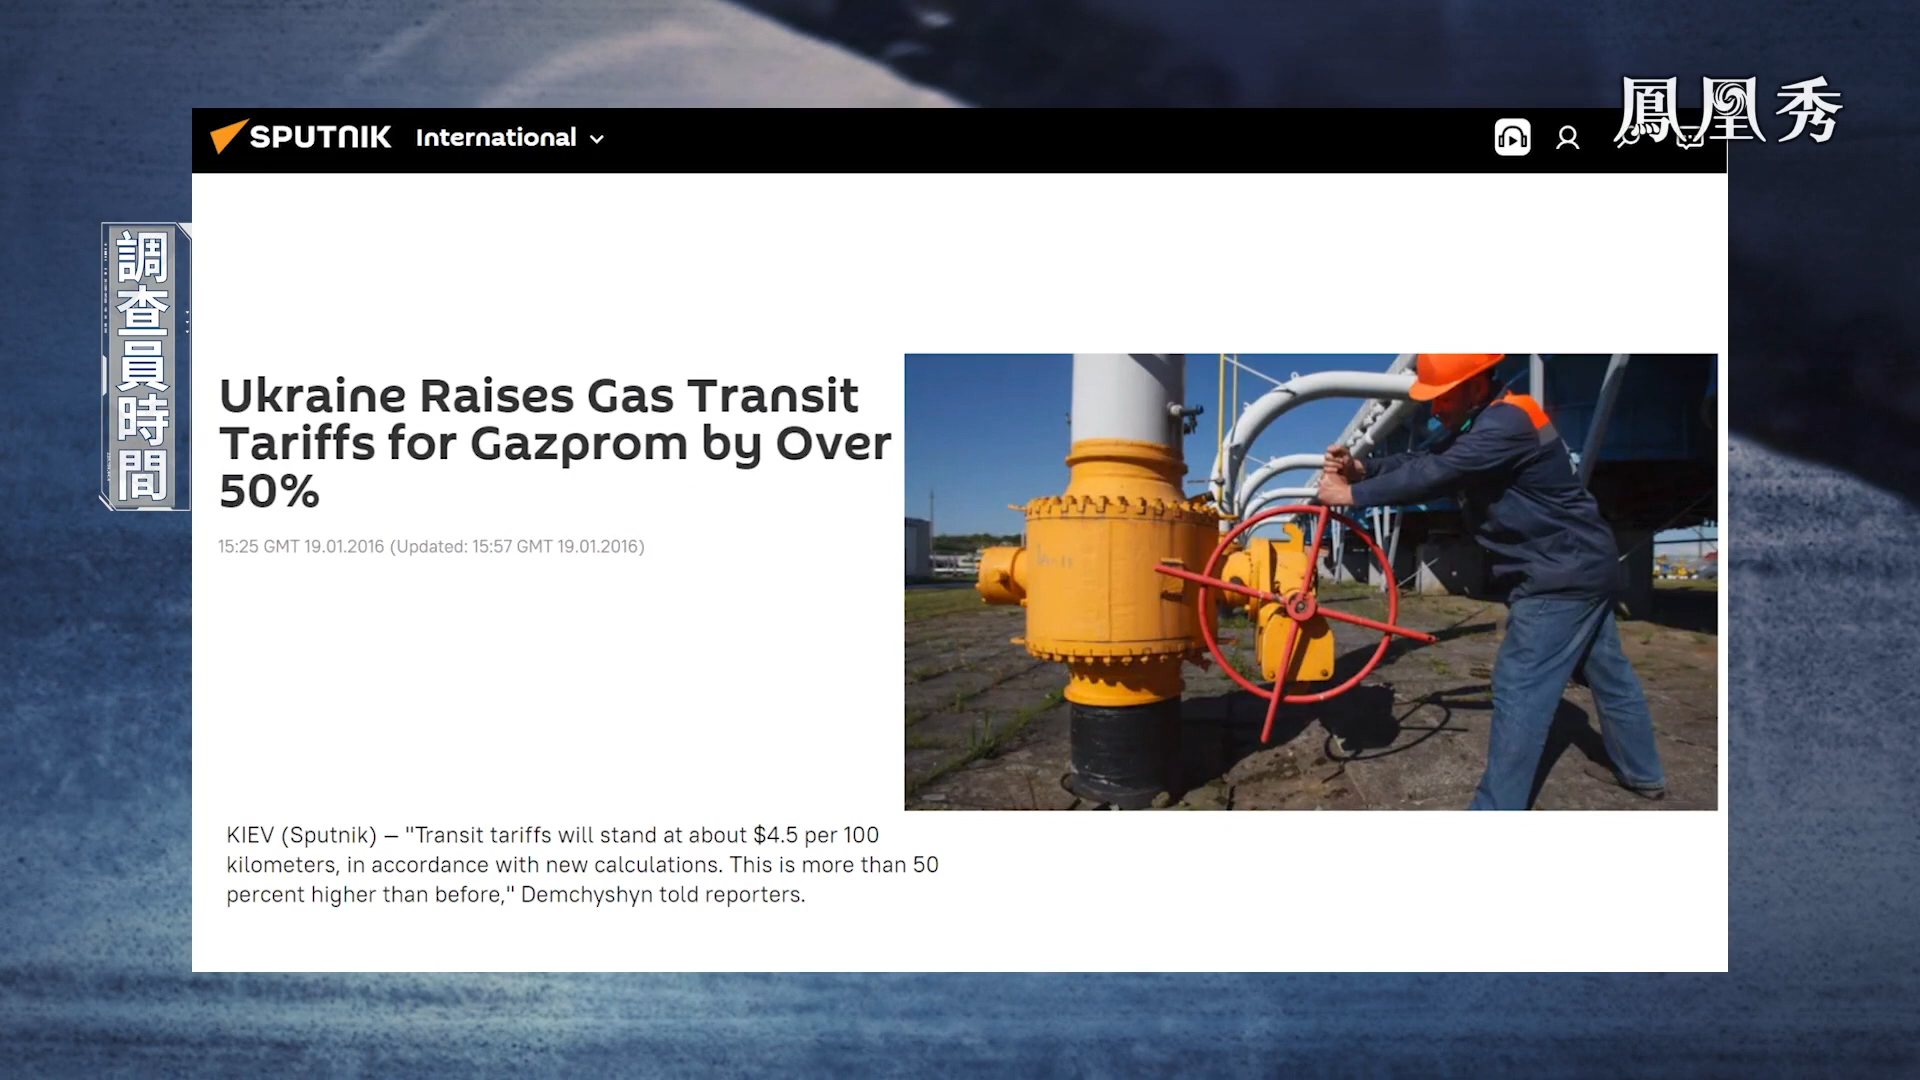 鳳凰秀
SPUTNIK International
調查員時間
Ukraine Raises Gas Transit
Tariffs for Gazprom by Over
50%
15:25 GMT 19.01.2016 (Updated: 15:57 GMT 19.01.2016)
KIEV (Sputnik) — "Transit tariffs will stand at about $4.5 per 100
kilometers, in accordance with new calculations. This is more than 50
percent higher than before," Demchyshyn told reporters.